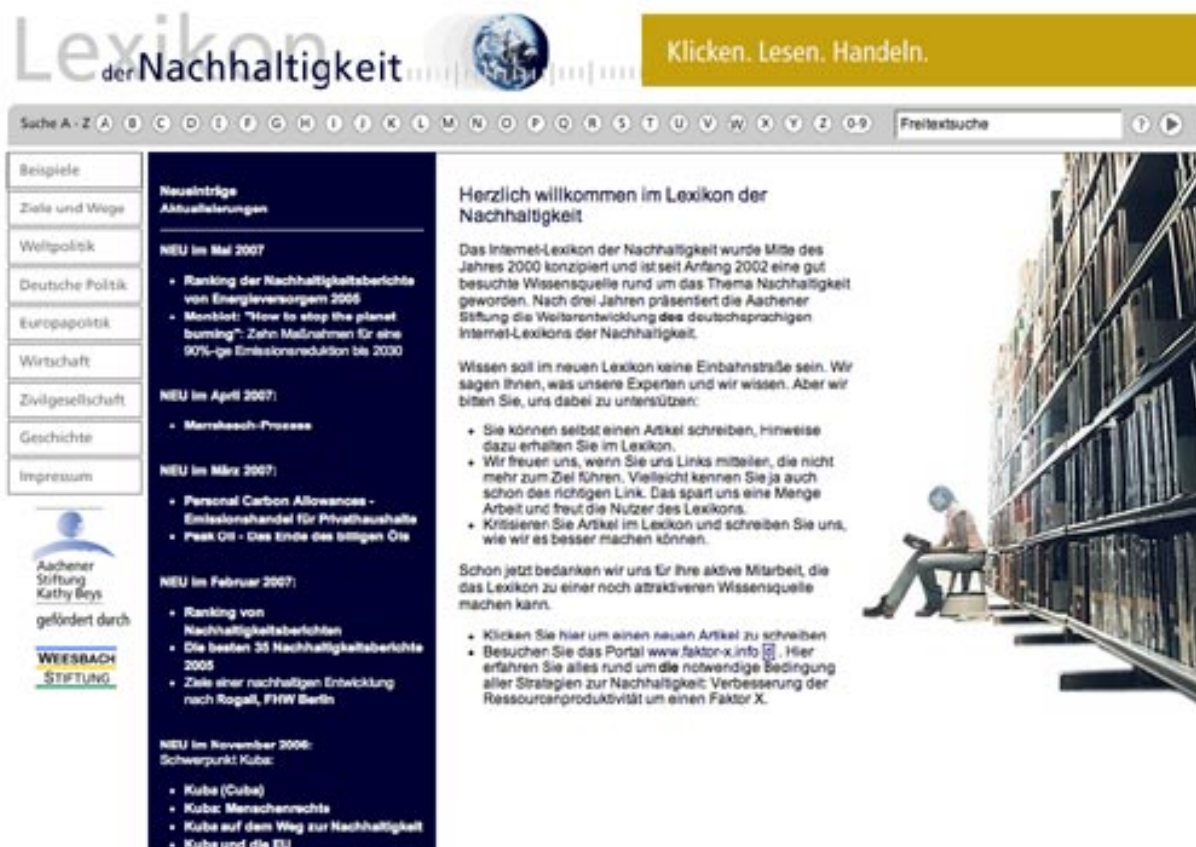 Lexikon
der Nachhaltigkeit
Klicken. Lesen. Handeln.
Suche A - Z A B C D E F G H I J K L M N O P Q R S T U V W X Y Z 0-9 Freitextsuche ?
Beispiele
Ziele und Wege
Weltpolitik
Deutsche Politik
Europapolitik
Wirtschaft
Zivilgesellschaft
Geschichte
Impressum
Aachener
Stiftung
Kathy Beys
gefördert durch
WEESBACH
STIFTUNG
Neueinträge
Aktualisierungen
NEU im Mai 2007
• Ranking der Nachhaltigkeitsberichte
von Energieversorgern 2005
• Monbiot: "How to stop the planet
burning": Zehn Maßnahmen für eine
90%-ige Emissionsreduktion bis 2030
NEU im April 2007:
• Marrakesch-Prozess
NEU im März 2007:
• Personal Carbon Allowances -
Emissionshandel für Privathaushalte
• Peak Oil - Das Ende des billigen Öls
NEU im Februar 2007:
• Ranking von
Nachhaltigkeitsberichten
• Die besten 35 Nachhaltigkeitsberichte
2005
• Ziele einer nachhaltigen Entwicklung
nach Rogall, FHW Berlin
NEU im November 2006:
Schwerpunkt Kuba:
• Kuba (Cuba)
• Kuba: Menschenrechte
• Kuba auf dem Weg zur Nachhaltigkeit
• Kuba und die EU
Herzlich willkommen im Lexikon der
Nachhaltigkeit
Das Internet-Lexikon der Nachhaltigkeit wurde Mitte des
Jahres 2000 konzipiert und ist seit Anfang 2002 eine gut
besuchte Wissensquelle rund um das Thema Nachhaltigkeit
geworden. Nach drei Jahren präsentiert die Aachener
Stiftung die Weiterentwicklung des deutschsprachigen
Internet-Lexikons der Nachhaltigkeit.
Wissen soll im neuen Lexikon keine Einbahnstraße sein. Wir
sagen Ihnen, was unsere Experten und wir wissen. Aber wir
bitten Sie, uns dabei zu unterstützen:
• Sie können selbst einen Artikel schreiben, Hinweise
dazu erhalten Sie im Lexikon.
• Wir freuen uns, wenn Sie uns Links mitteilen, die nicht
mehr zum Ziel führen. Vielleicht kennen Sie ja auch
schon den richtigen Link. Das spart uns eine Menge
Arbeit und freut die Nutzer des Lexikons.
• Kritisieren Sie Artikel im Lexikon und schreiben Sie uns,
wie wir es besser machen können.
Schon jetzt bedanken wir uns für Ihre aktive Mitarbeit, die
das Lexikon zu einer noch attraktiveren Wissensquelle
machen kann.
• Klicken Sie hier um einen neuen Artikel zu schreiben
• Besuchen Sie das Portal www.faktor-x.info . Hier
erfahren Sie alles rund um die notwendige Bedingung
aller Strategien zur Nachhaltigkeit: Verbesserung der
Ressourcenproduktivität um einen Faktor X.